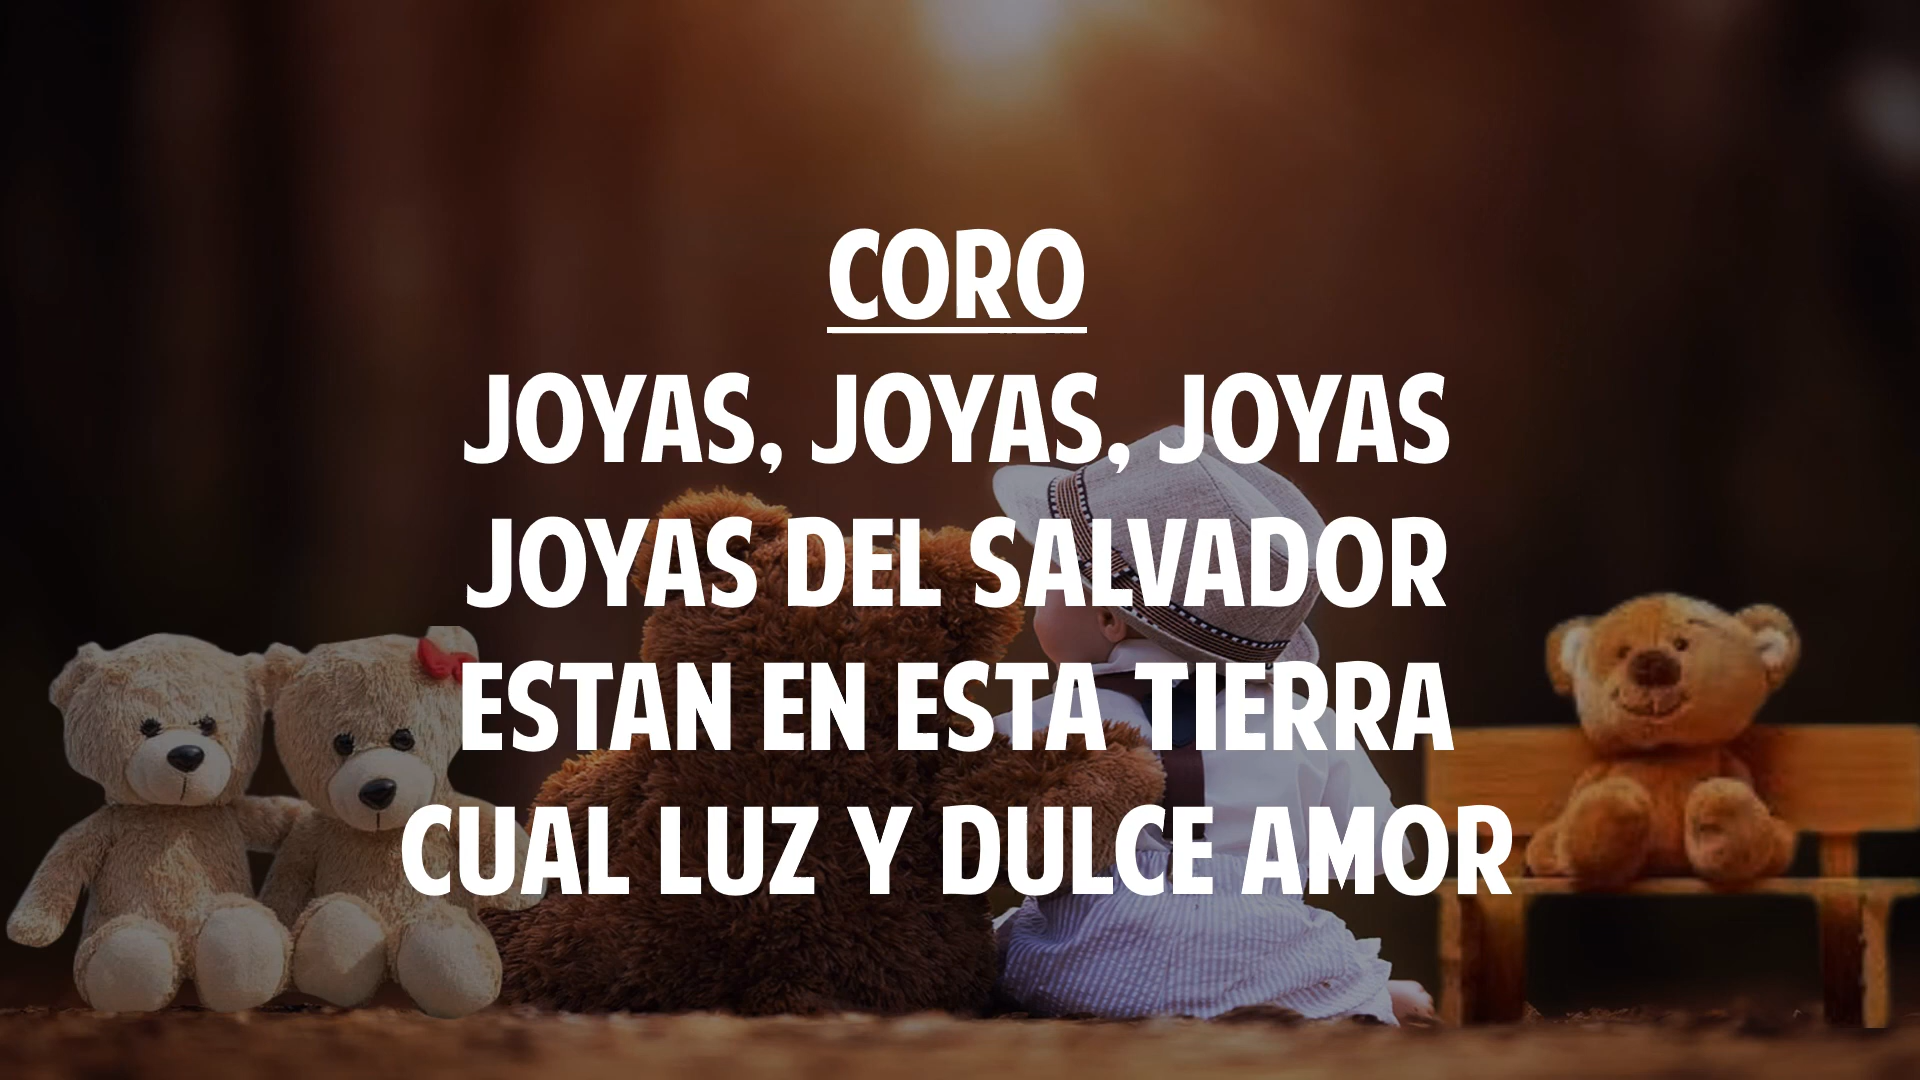 CORO
JOYAS, JOYAS, JOYAS
JOYAS DEL SALVADOR
ESTAN EN ESTA TIERRA
CUAL LUZ Y DULCE AMOR